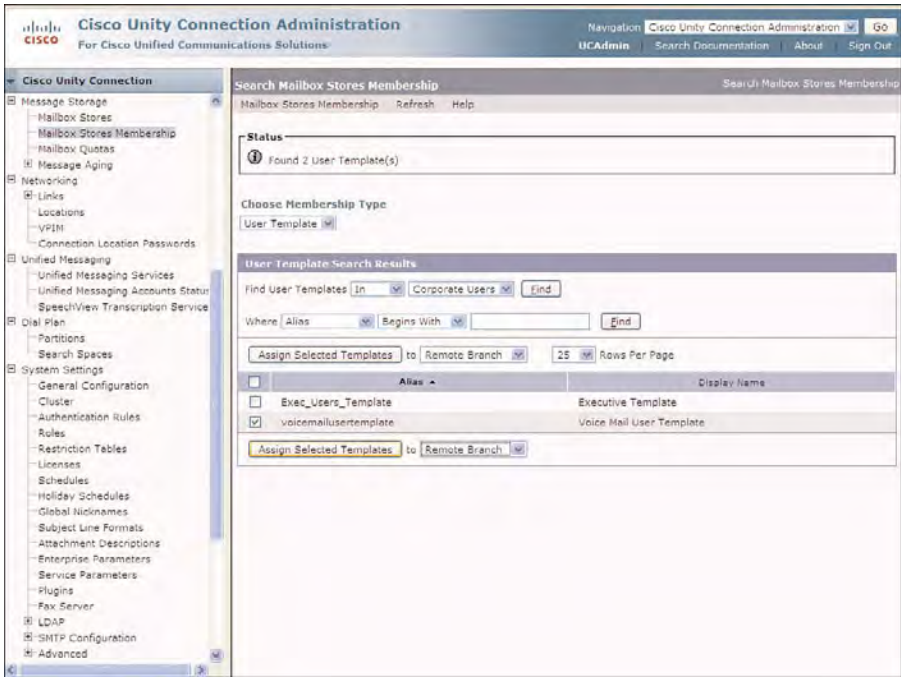 Cisco Unity Connection Administration
CISCO
For Cisco Unified Communications Solutions
Navigation Cisco Unity Connection Administration Go
UCAdmin Search Documentation About Sign Out
Cisco Unity Connection
Message Storage
Mailbox Stores
Mailbox Stores Membership
Mailbox Quotas
Message Aging
Networking
Links
Locations
VPIM
Connection Location Passwords
Unified Messaging
Unified Messaging Services
Unified Messaging Accounts Status
SpeechView Transcription Service
Dial Plan
Partitions
Search Spaces
System Settings
General Configuration
Cluster
Authentication Rules
Roles
Restriction Tables
Licenses
Schedules
Holiday Schedules
Global Nicknames
Subject Line Formats
Attachment Descriptions
Enterprise Parameters
Service Parameters
Plugins
Fax Server
LDAP
SMTP Configuration
Advanced
Search Mailbox Stores Membership Search Mailbox Stores Membership
Mailbox Stores Membership Refresh Help
Status
Found 2 User Template(s)
Choose Membership Type
User Template
User Template Search Results
Find User Templates In Corporate Users Find
Where Alias Begins With Find
Assign Selected Templates to Remote Branch 25 Rows Per Page
Alias Display Name
Exec_Users_Template Executive Template
voicemailusertemplate Voice Mail User Template
Assign Selected Templates to Remote Branch